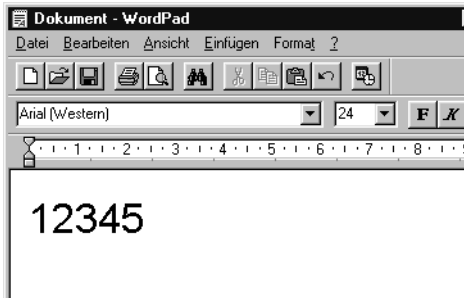 Dokument - WordPad
Datei Bearbeiten Ansicht Einfügen Format ?
Arial (Western) 24 F K
1 2 3 4 5 6 7 8 9
12345